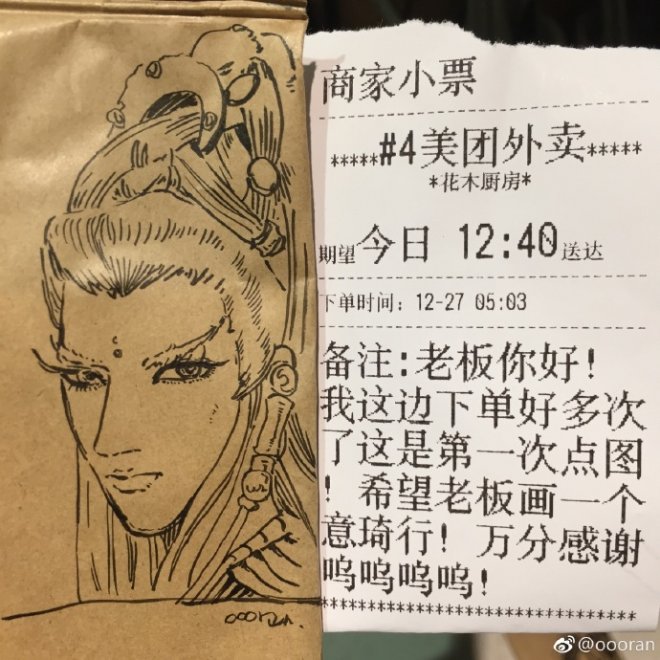 商家小票
*****#4美团外卖*****
*花木厨房*
期望今日 12:40送达
下单时间: 12-27 05:03
备注:老板你好!
我这边下单好多次
了这是第一次点图
! 希望老板画一个
意琦行! 万分感谢
呜呜呜呜!
********************************
@oooran